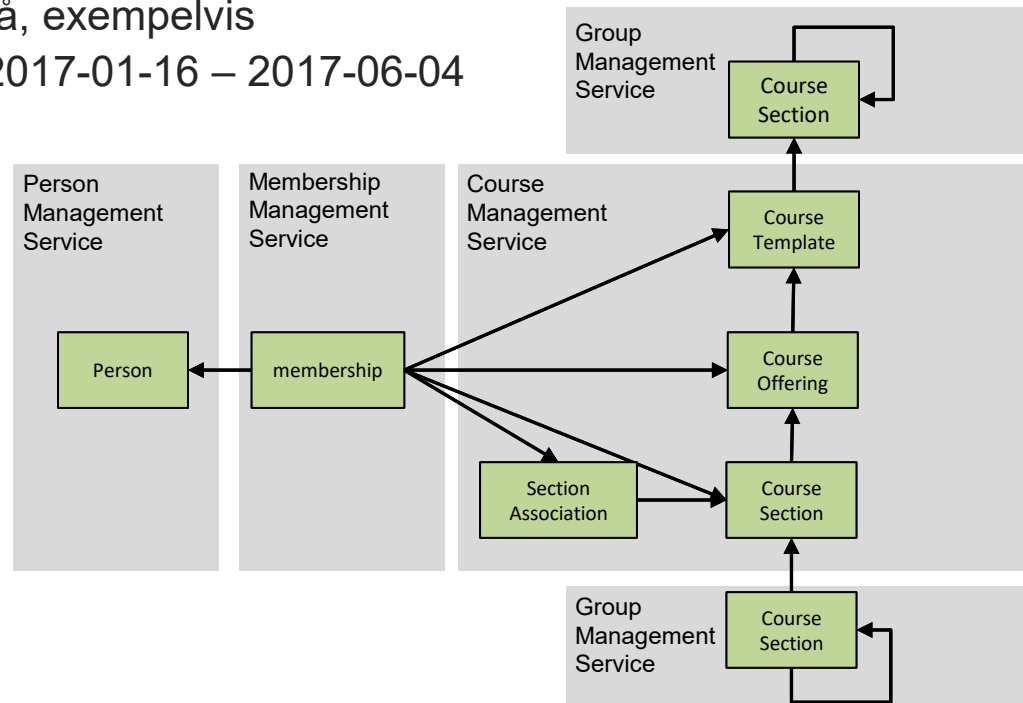 å, exempelvis
2017-01-16 – 2017-06-04
Group
Management
Service
Course
Section
Person
Management
Service
Membership
Management
Service
Course
Management
Service
Course
Template
Person
membership
Course
Offering
Section
Association
Course
Section
Group
Management
Service
Course
Section